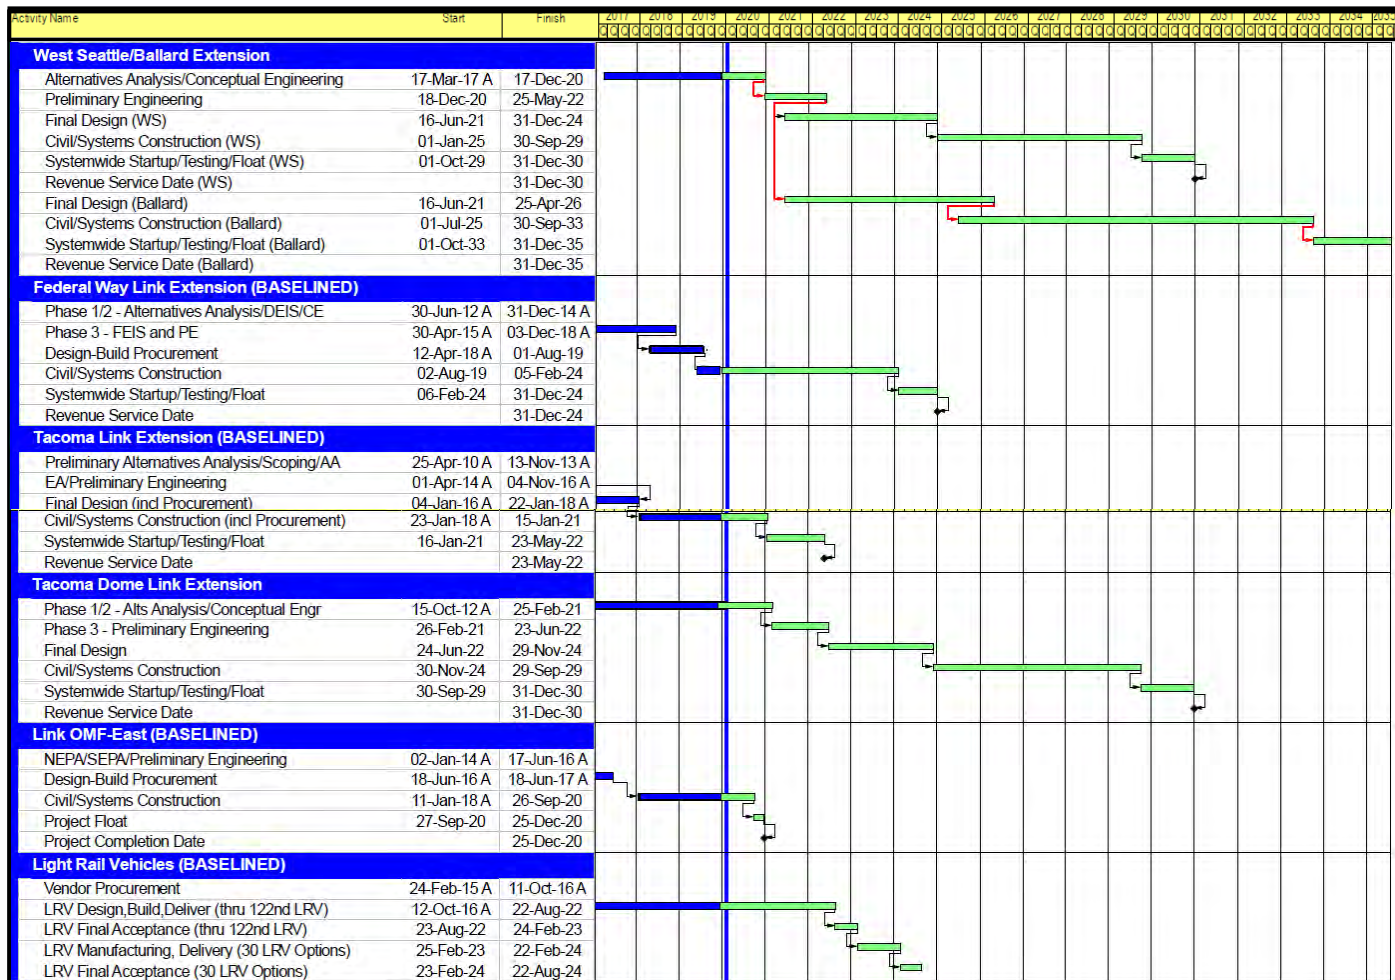 Activity Name Start Finish 2017 2018 2019 2020 2021 2022 2023 2024 2025 2026 2027 2028 2029 2030 2031 2032 2033 2034 2035
West Seattle/Ballard Extension
Alternatives Analysis/Conceptual Engineering 17-Mar-17 A 17-Dec-20
Preliminary Engineering 18-Dec-20 25-May-22
Final Design (WS) 16-Jun-21 31-Dec-24
Civil/Systems Construction (WS) 01-Jan-25 30-Sep-29
Systemwide Startup/Testing/Float (WS) 01-Oct-29 31-Dec-30
Revenue Service Date (WS) 31-Dec-30
Final Design (Ballard) 16-Jun-21 25-Apr-26
Civil/Systems Construction (Ballard) 01-Jul-25 30-Sep-33
Systemwide Startup/Testing/Float (Ballard) 01-Oct-33 31-Dec-35
Revenue Service Date (Ballard) 31-Dec-35
Federal Way Link Extension (BASELINED)
Phase 1/2 - Alternatives Analysis/DEIS/CE 30-Jun-12 A 31-Dec-14 A
Phase 3 - FEIS and PE 30-Apr-15 A 03-Dec-18 A
Design-Build Procurement 12-Apr-18 A 01-Aug-19
Civil/Systems Construction 02-Aug-19 05-Feb-24
Systemwide Startup/Testing/Float 06-Feb-24 31-Dec-24
Revenue Service Date 31-Dec-24
Tacoma Link Extension (BASELINED)
Preliminary Alternatives Analysis/Scoping/AA 25-Apr-10 A 13-Nov-13 A
EA/Preliminary Engineering 01-Apr-14 A 04-Nov-16 A
Final Design (incl Procurement) 04-Jan-16 A 22-Jan-18 A
Civil/Systems Construction (incl Procurement) 23-Jan-18 A 15-Jan-21
Systemwide Startup/Testing/Float 16-Jan-21 23-May-22
Revenue Service Date 23-May-22
Tacoma Dome Link Extension
Phase 1/2 - Alts Analysis/Conceptual Engr 15-Oct-12 A 25-Feb-21
Phase 3 - Preliminary Engineering 26-Feb-21 23-Jun-22
Final Design 24-Jun-22 29-Nov-24
Civil/Systems Construction 30-Nov-24 29-Sep-29
Systemwide Startup/Testing/Float 30-Sep-29 31-Dec-30
Revenue Service Date 31-Dec-30
Link OMF-East (BASELINED)
NEPA/SEPA/Preliminary Engineering 02-Jan-14 A 17-Jun-16 A
Design-Build Procurement 18-Jun-16 A 18-Jun-17 A
Civil/Systems Construction 11-Jan-18 A 26-Sep-20
Project Float 27-Sep-20 25-Dec-20
Project Completion Date 25-Dec-20
Light Rail Vehicles (BASELINED)
Vendor Procurement 24-Feb-15 A 11-Oct-16 A
LRV Design,Build,Deliver (thru 122nd LRV) 12-Oct-16 A 22-Aug-22
LRV Final Acceptance (thru 122nd LRV) 23-Aug-22 24-Feb-23
LRV Manufacturing, Delivery (30 LRV Options) 25-Feb-23 22-Feb-24
LRV Final Acceptance (30 LRV Options) 23-Feb-24 22-Aug-24